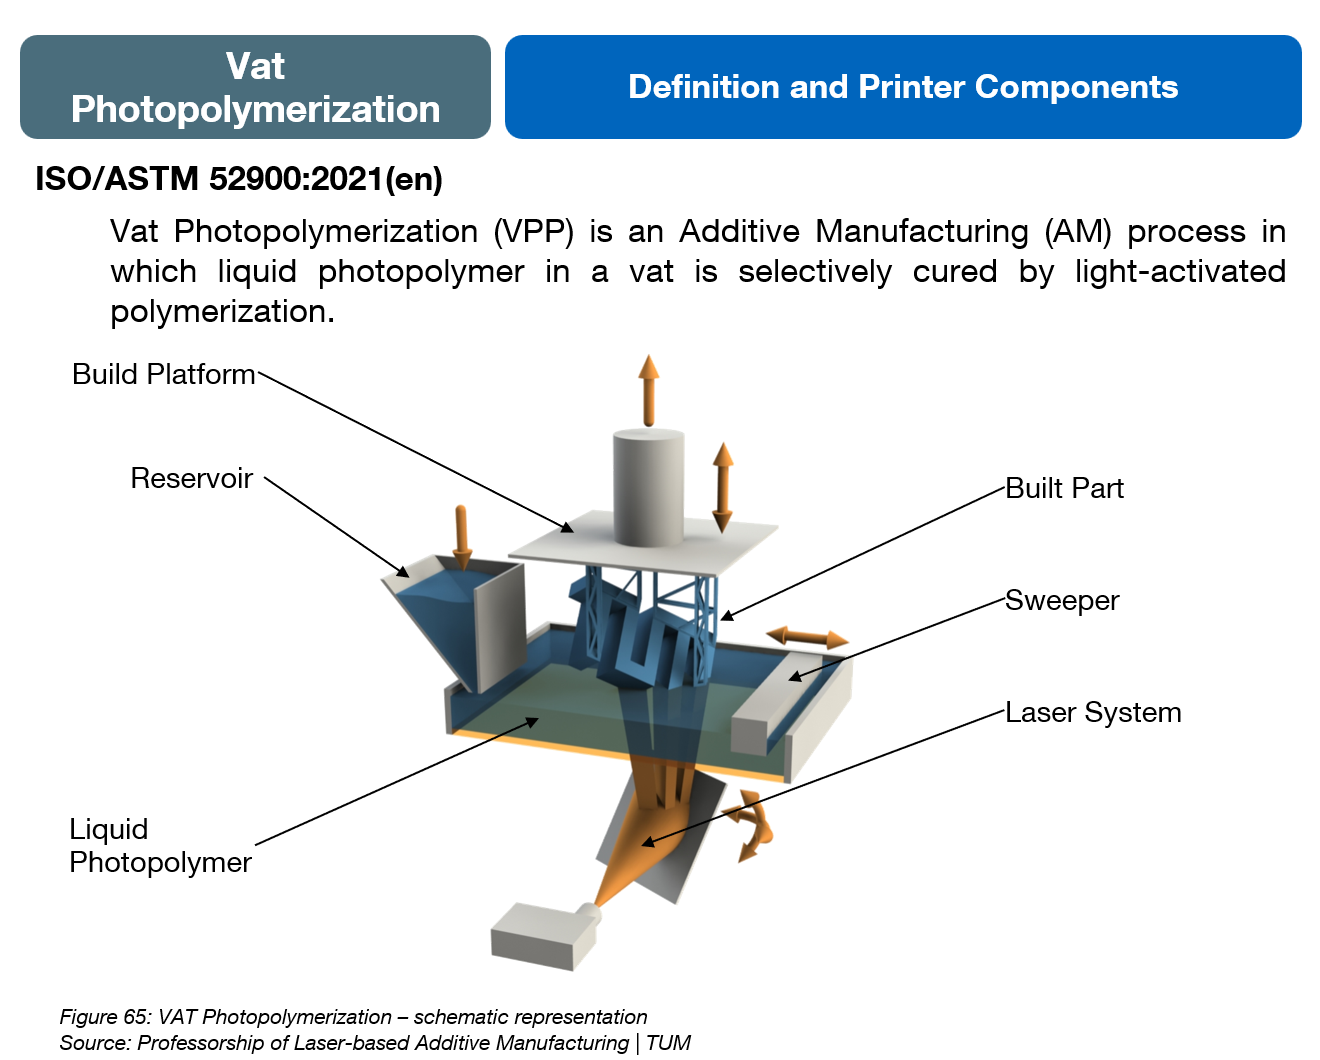 Vat
Photopolymerization
Definition and Printer Components
ISO/ASTM 52900:2021(en)
Vat Photopolymerization (VPP) is an Additive Manufacturing (AM) process in
which liquid photopolymer in a vat is selectively cured by light-activated
polymerization.
Build Platform
Reservoir
Built Part
Sweeper
Laser System
Liquid
Photopolymer
Figure 65: VAT Photopolymerization – schematic representation
Source: Professorship of Laser-based Additive Manufacturing | TUM